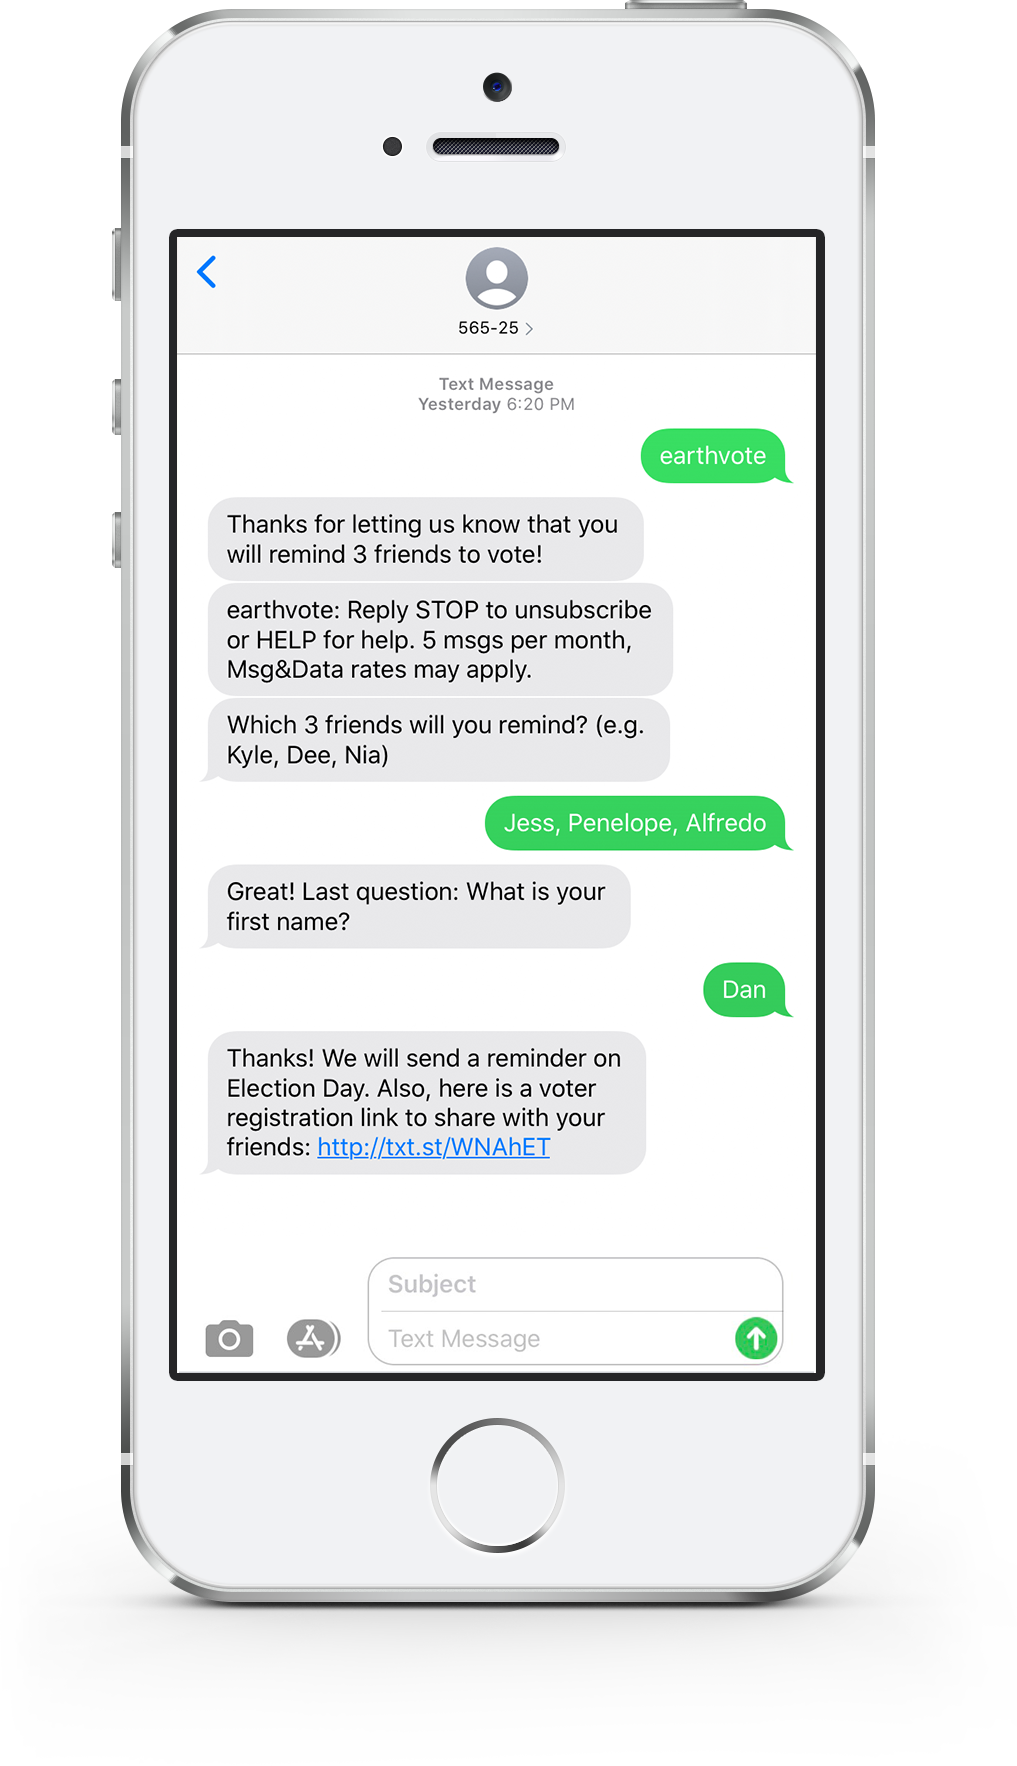 565-25
Text Message
Yesterday 6:20 PM
earthvote
Thanks for letting us know that you
will remind 3 friends to vote!
earthvote: Reply STOP to unsubscribe
or HELP for help. 5 msgs per month,
Msg&Data rates may apply.
Which 3 friends will you remind? (e.g.
Kyle, Dee, Nia)
Jess, Penelope, Alfredo
Great! Last question: What is your
first name?
Dan
Thanks! We will send a reminder on
Election Day. Also, here is a voter
registration link to share with your
friends: http://txt.st/WNAhET
Subject
Text Message